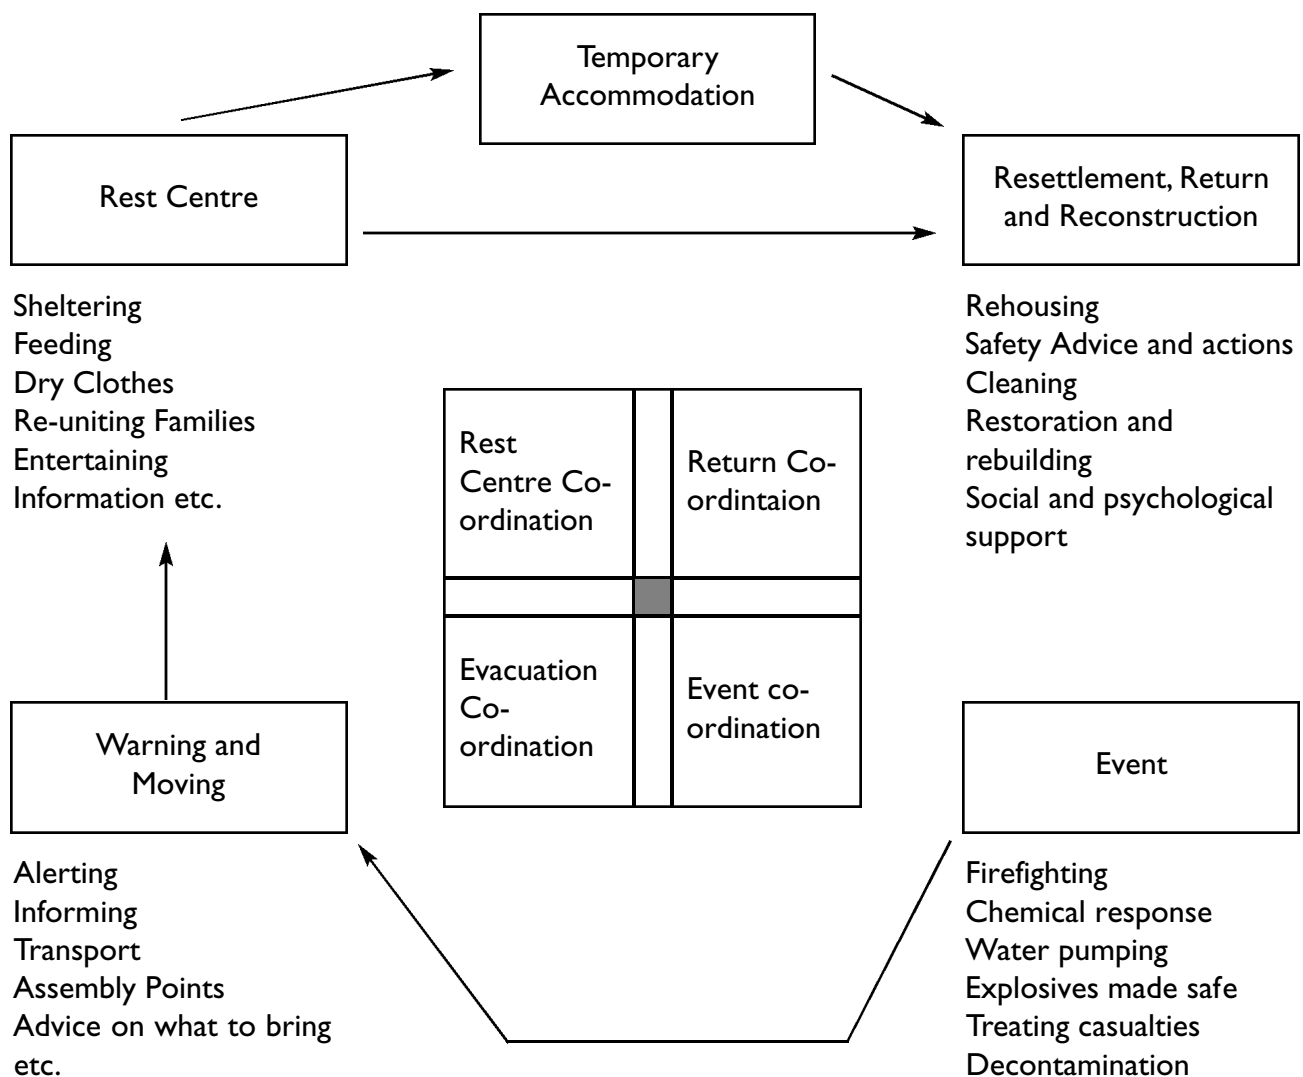 Temporary
Accommodation
Rest Centre
Resettlement, Return
and Reconstruction
Sheltering
Feeding
Dry Clothes
Re-uniting Families
Entertaining
Information etc.
Rehousing
Safety Advice and actions
Cleaning
Restoration and
rebuilding
Social and psychological
support
Rest
Centre Co-
ordination
Return Co-
ordintaion
Evacuation
Co-
ordination
Event co-
ordination
Warning and
Moving
Event
Alerting
Informing
Transport
Assembly Points
Advice on what to bring
etc.
Firefighting
Chemical response
Water pumping
Explosives made safe
Treating casualties
Decontamination